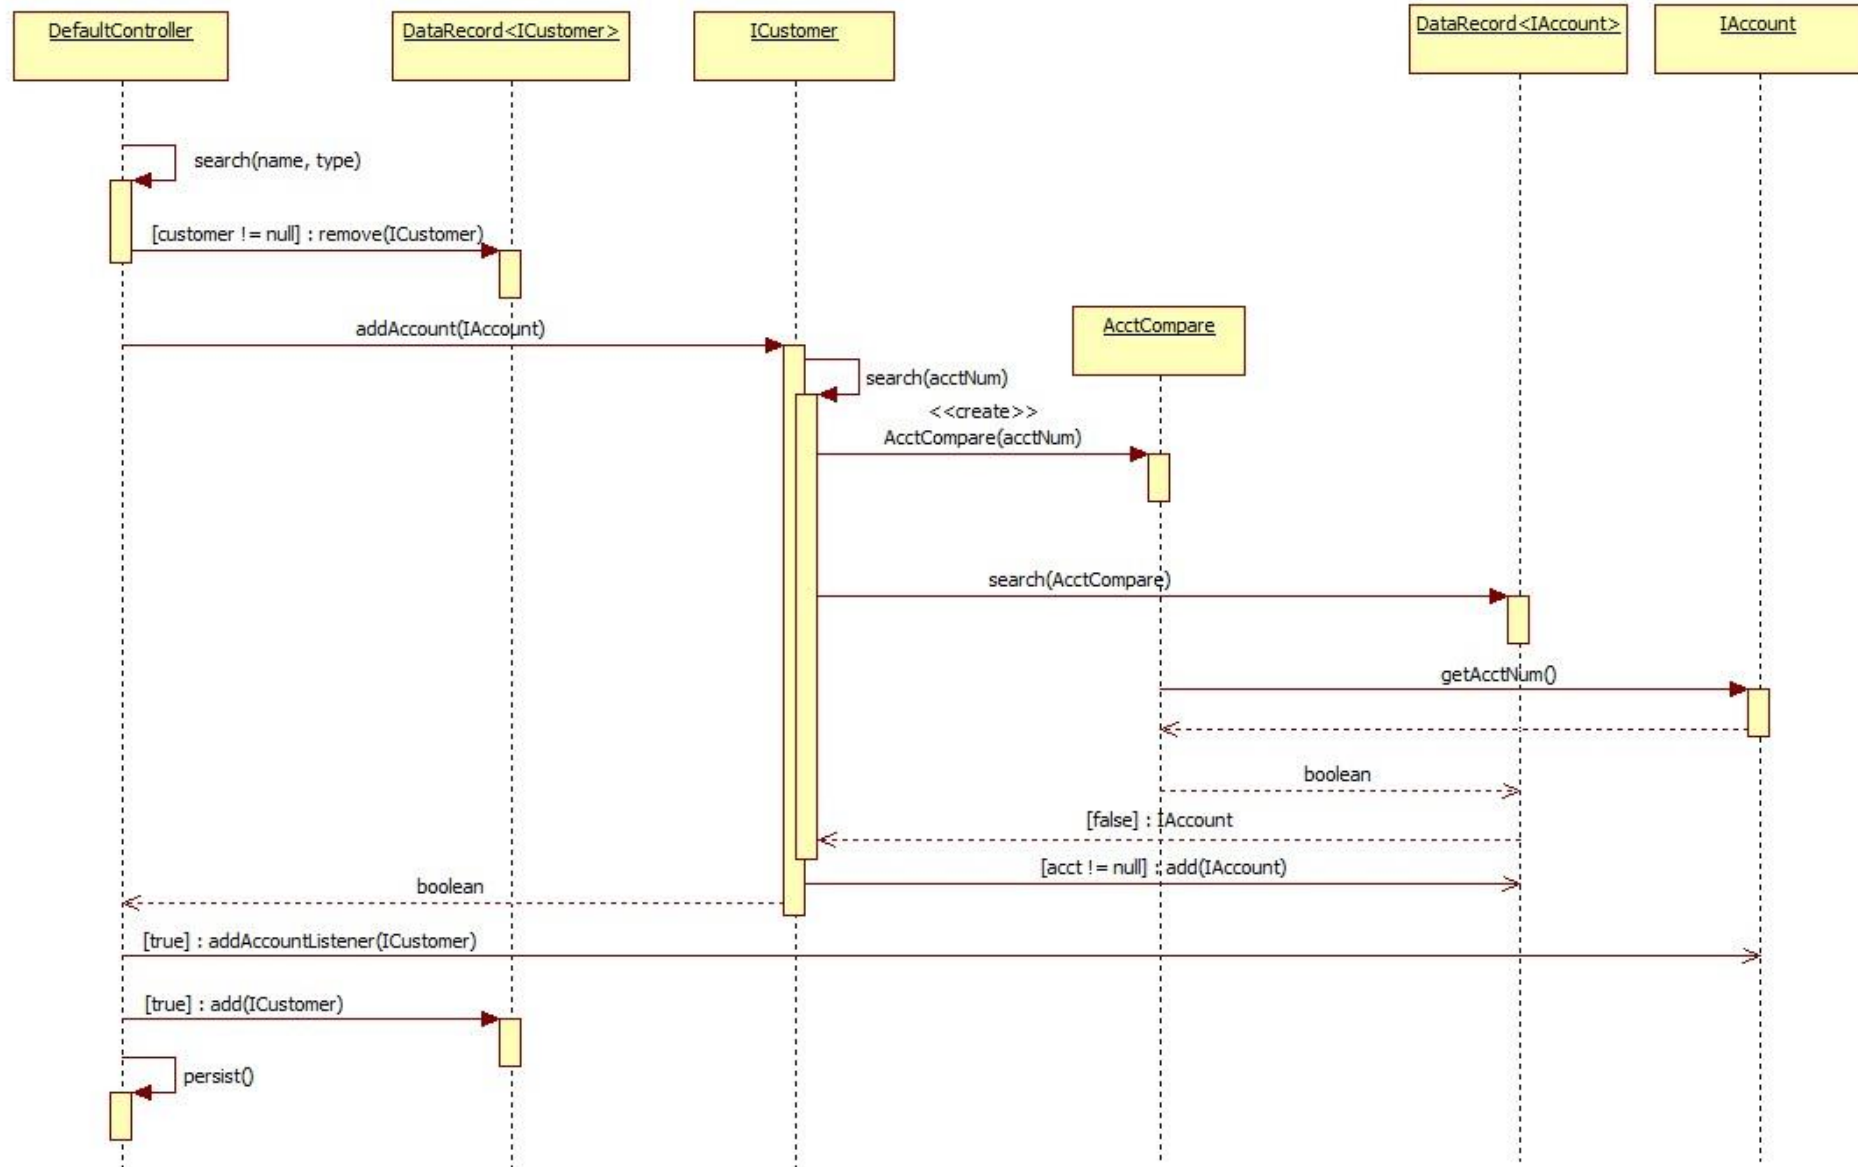 DefaultController
DataRecord<ICustomer>
ICustomer
DataRecord<IAccount>
IAccount
search(name, type)
[customer != null] : remove(ICustomer)
addAccount(IAccount)
AcctCompare
search(acctNum)
<<create>>
AcctCompare(acctNum)
search(AcctCompare)
getAcctNum()
boolean
[false] : IAccount
[acct != null] : add(IAccount)
boolean
[true] : addAccountListener(ICustomer)
[true] : add(ICustomer)
persist()